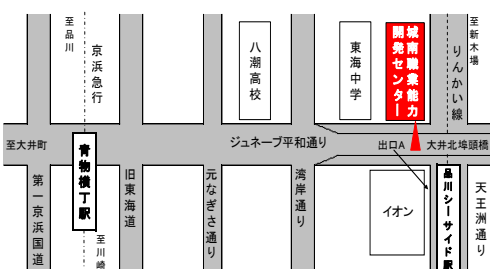 至品川
京浜急行
八潮高校
東海中学
城南職業能力
開発センター
りんかい線
至新木場
至大井町
青物横丁駅
ジュネーブ平和通り
出口A
大井北埠頭橋
第一京浜国道
至川崎
旧東海道
元なぎさ通り
湾岸通り
イオン
品川シーサイド駅
天王洲通り